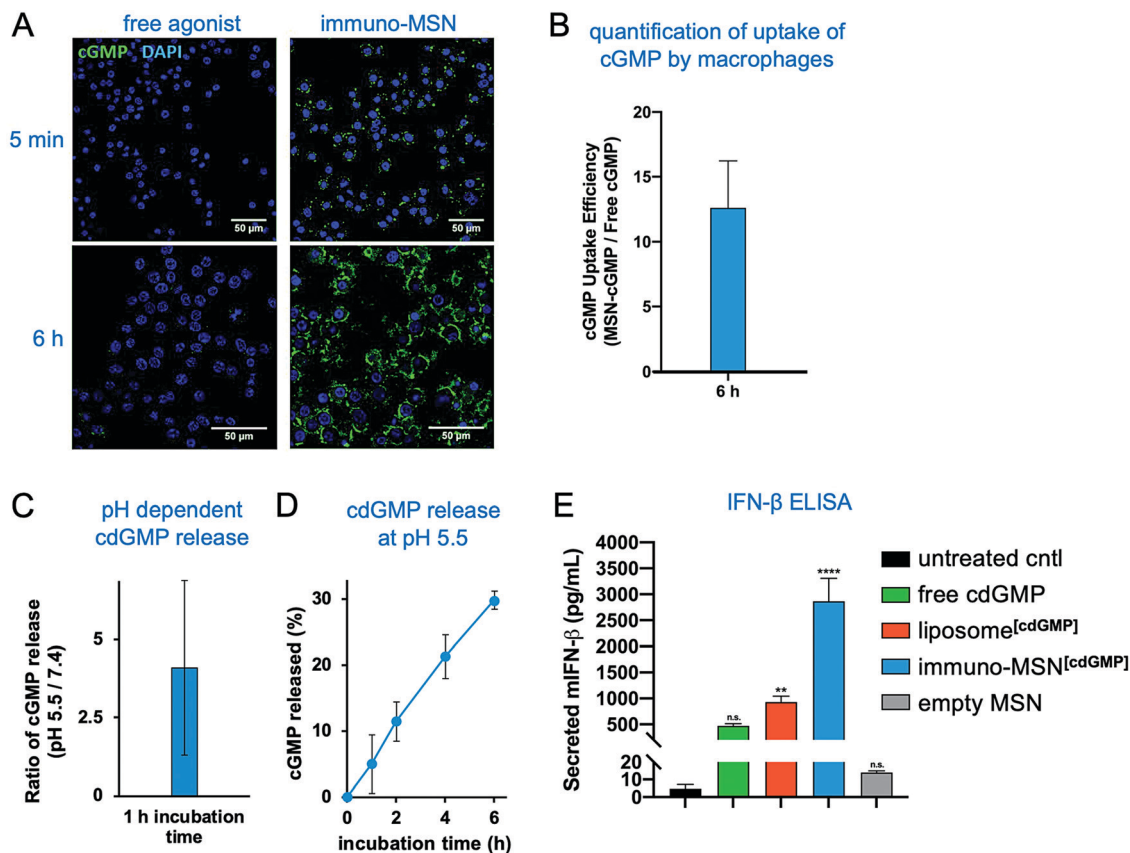 A
free agonist
immuno-MSN
cGMP DAPI
5 min
50 µm
50 µm
6 h
50 µm
50 µm
B
quantification of uptake of
cGMP by macrophages
cGMP Uptake Efficiency
(MSN-cGMP / Free cGMP)
20
15
10
5
0
6 h
C
pH dependent
cdGMP release
Ratio of cGMP release
(pH 5.5 / 7.4)
5
2.5
0
1 h incubation
time
D
cdGMP release
at pH 5.5
cGMP released (%)
30
20
10
0
0 2 4 6
incubation time (h)
E
IFN-β ELISA
Secreted mIFN-β (pg/mL)
4000
3500
3000
2500
2000
1500
1000
500
20
10
0
n.s.
**
****
n.s.
untreated cntl
free cdGMP
liposome[cdGMP]
immuno-MSN[cdGMP]
empty MSN